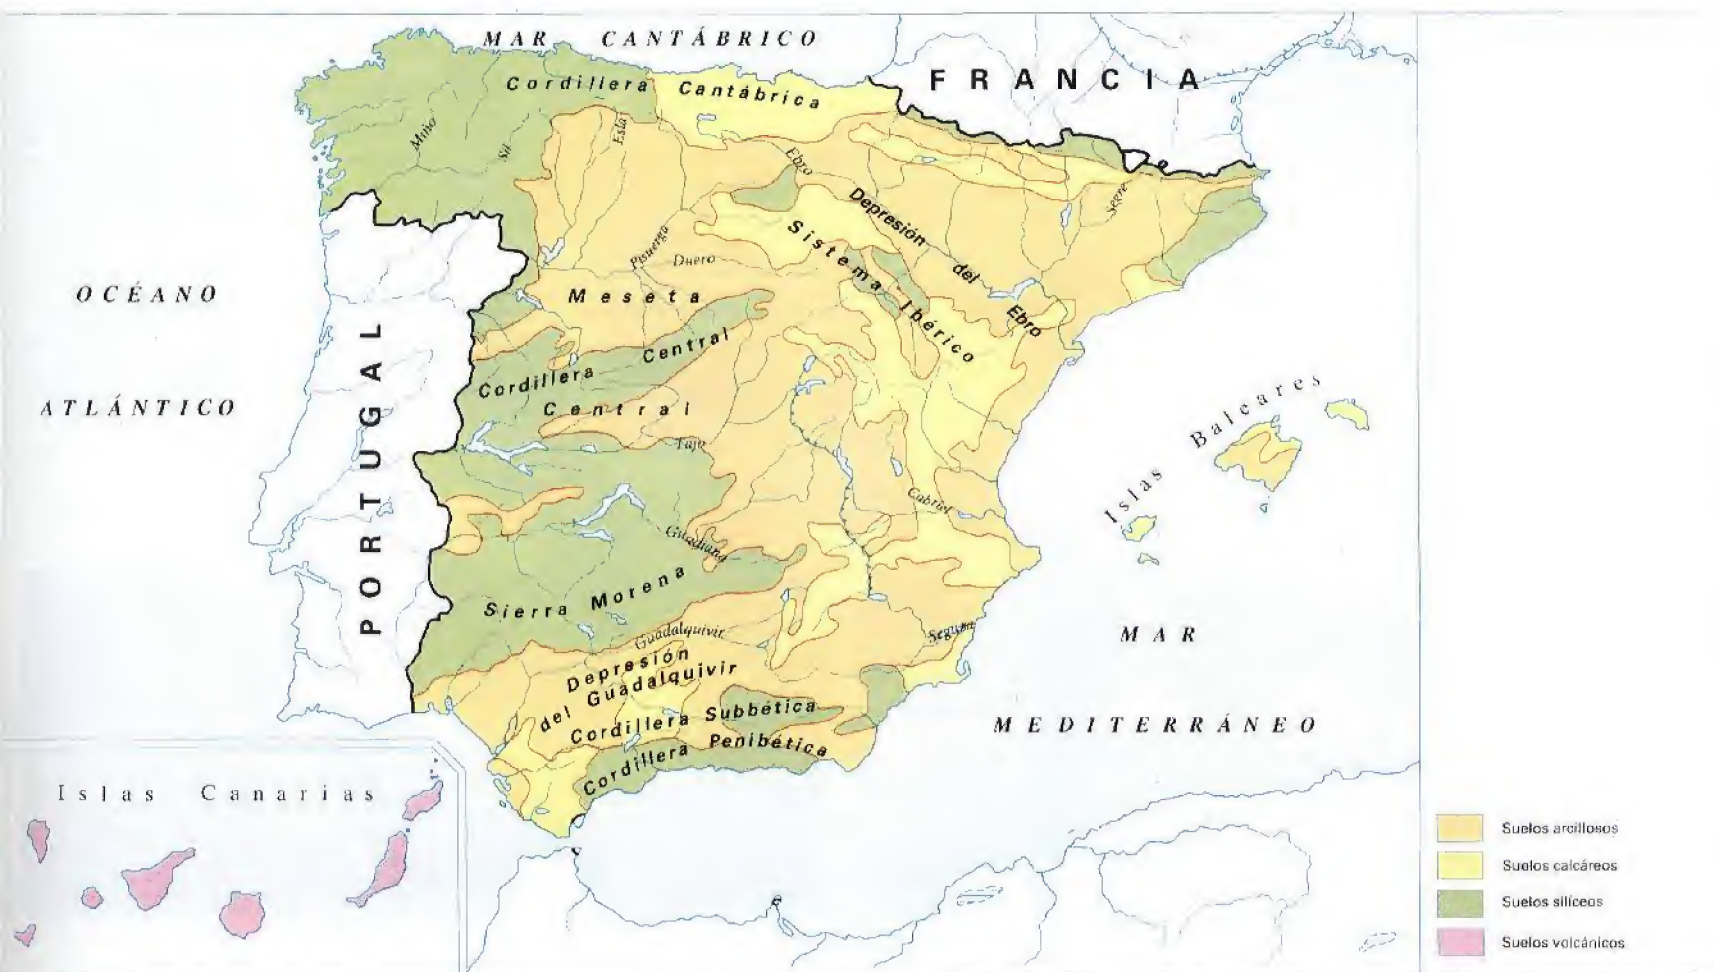 MAR CANTÁBRICO
FRANCIA
Cordillera Cantábrica
Miño
Sil
Esla
Ebro
Segre
Depresión del Ebro
Sistema Ibérico
Pisuerga
Duero
OCÉANO
ATLÁNTICO
Meseta
Central
Cordillera Central
PORTUGAL
Tajo
Islas Baleares
Cabriel
Guadiana
Sierra Morena
Guadalquivir
Segura
MAR
MEDITERRÁNEO
Depresión
del Guadalquivir
Cordillera Subbética
Cordillera Penibética
Islas Canarias
Suelos arcillosos
Suelos calcáreos
Suelos silíceos
Suelos volcánicos